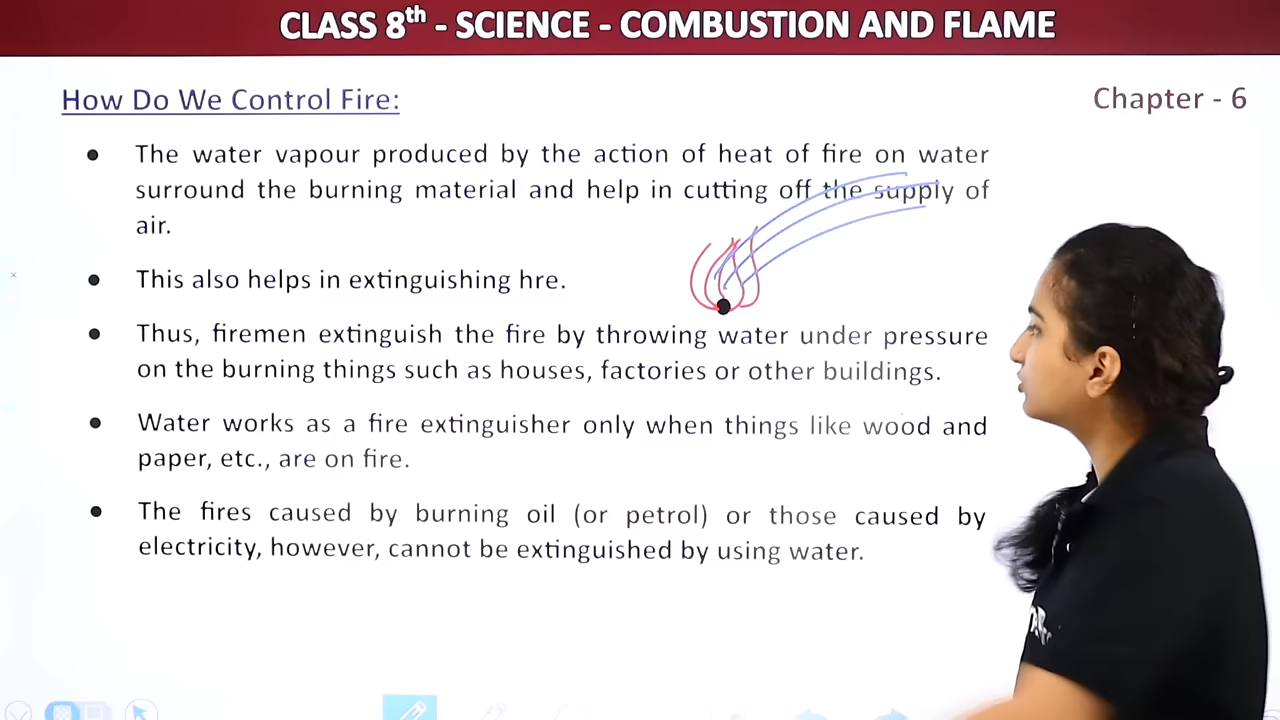 CLASS 8th - SCIENCE - COMBUSTION AND FLAME
How Do We Control Fire:
Chapter - 6
● The water vapour produced by the action of heat of fire on water
surround the burning material and help in cutting off the supply of
air.
● This also helps in extinguishing hre.
● Thus, firemen extinguish the fire by throwing water under pressure
on the burning things such as houses, factories or other buildings.
● Water works as a fire extinguisher only when things like wood and
paper, etc., are on fire.
● The fires caused by burning oil (or petrol) or those caused by
electricity, however, cannot be extinguished by using water.